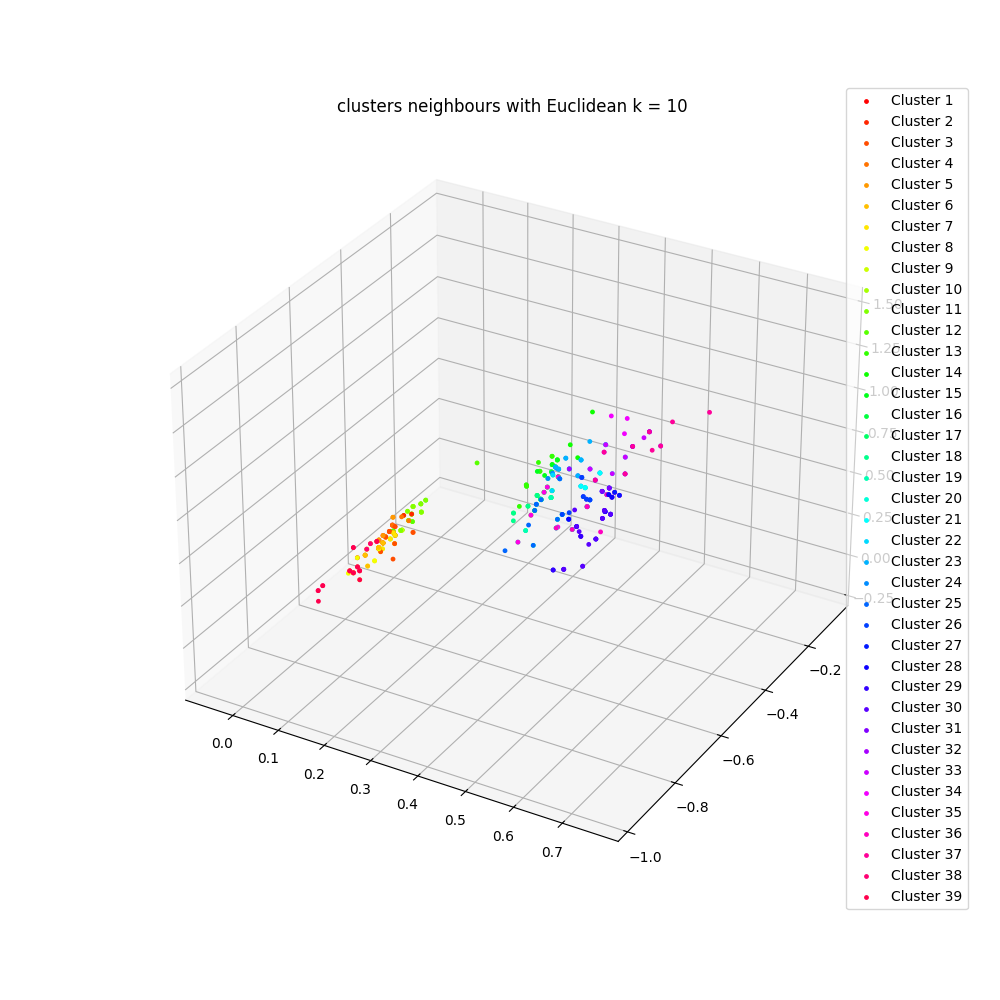 clusters neighbours with Euclidean k = 10
Cluster 1
Cluster 2
Cluster 3
Cluster 4
Cluster 5
Cluster 6
Cluster 7
Cluster 8
Cluster 9
Cluster 10
Cluster 11
Cluster 12
Cluster 13
Cluster 14
Cluster 15
Cluster 16
Cluster 17
Cluster 18
Cluster 19
Cluster 20
Cluster 21
Cluster 22
Cluster 23
Cluster 24
Cluster 25
Cluster 26
Cluster 27
Cluster 28
Cluster 29
Cluster 30
Cluster 31
Cluster 32
Cluster 33
Cluster 34
Cluster 35
Cluster 36
Cluster 37
Cluster 38
Cluster 39
1.50
1.25
1.00
0.75
0.50
0.25
0.00
−0.25
−0.2
−0.4
−0.6
−0.8
−1.0
0.0
0.1
0.2
0.3
0.4
0.5
0.6
0.7